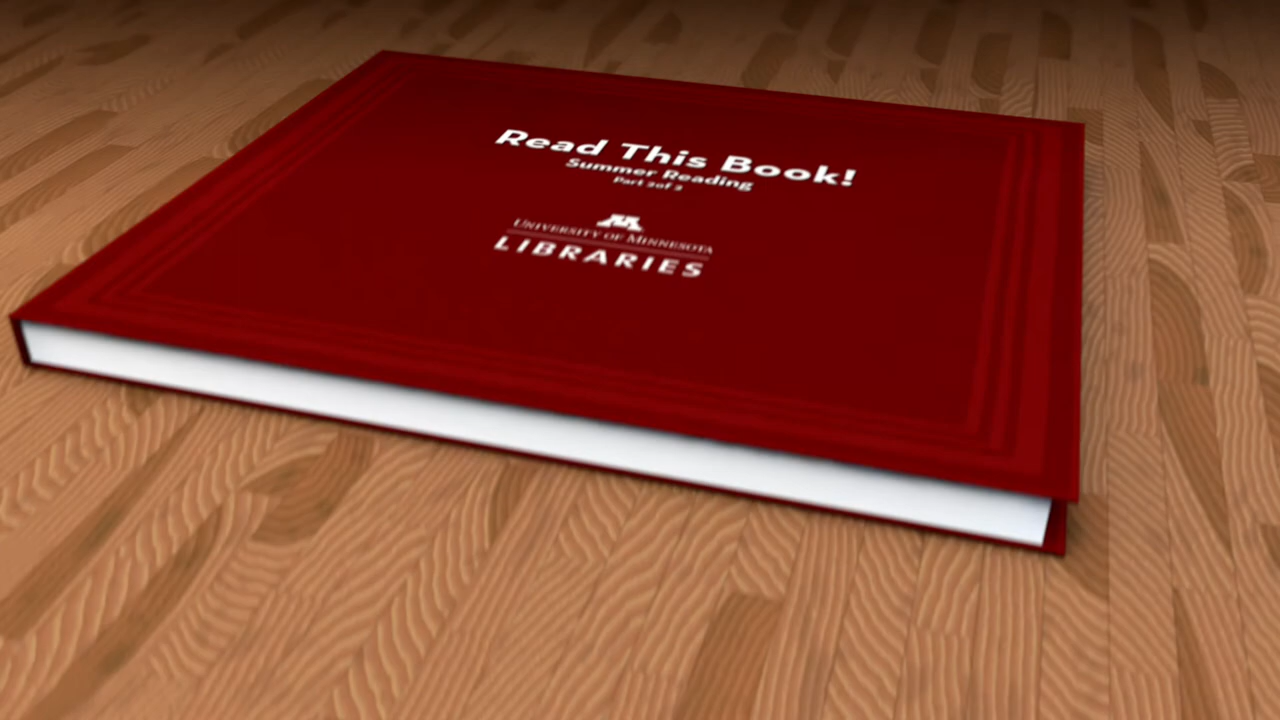 Read This Book!
Summer Reading
Part 2 of 2
M
UNIVERSITY OF MINNESOTA
LIBRARIES